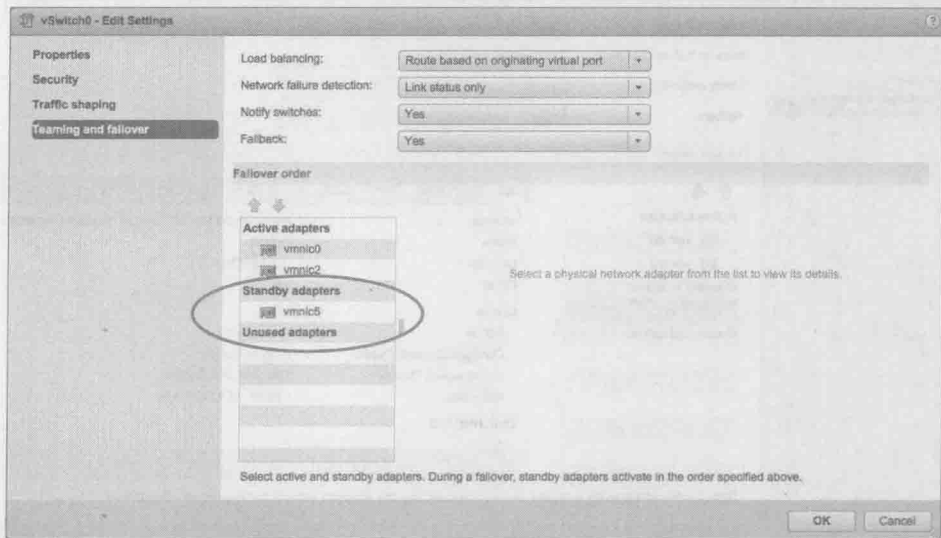 vSwitch0 - Edit Settings
Properties
Security
Traffic shaping
Teaming and failover
Load balancing: Route based on originating virtual port
Network failure detection: Link status only
Notify switches: Yes
Failback: Yes
Failover order
Active adapters
vmnic0
vmnic2
Standby adapters
vmnic5
Unused adapters
Select a physical network adapter from the list to view its details.
Select active and standby adapters. During a failover, standby adapters activate in the order specified above.
OK Cancel